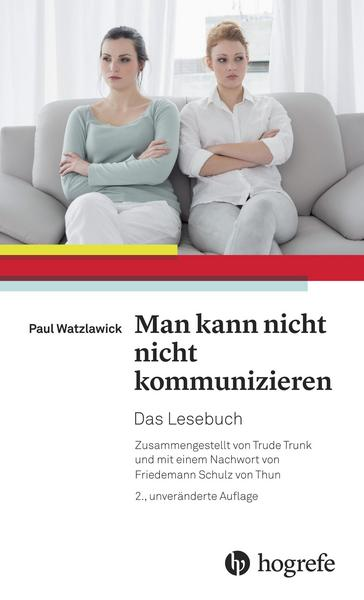 Paul Watzlawick
Man kann nicht
nicht
kommunizieren
Das Lesebuch
Zusammengestellt von Trude Trunk
und mit einem Nachwort von
Friedemann Schulz von Thun
2., unveränderte Auflage
hp hogrefe